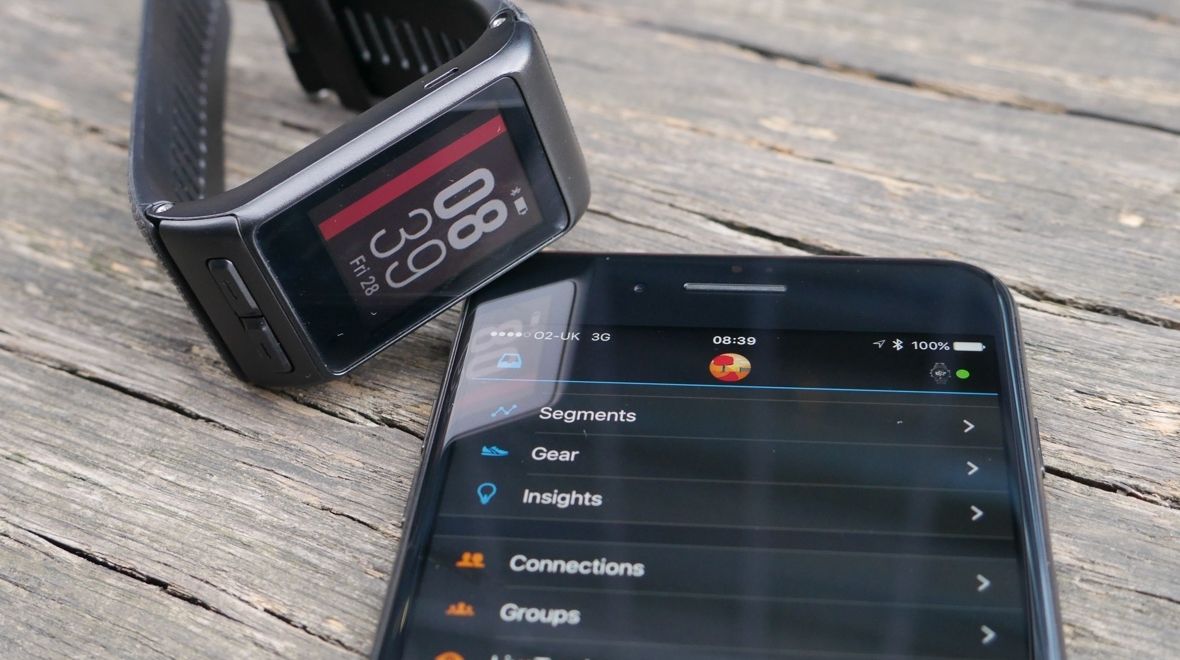 08
39
Fri 28
O2-UK 3G
08:39
100%
Segments
Gear
Insights
Connections
Groups